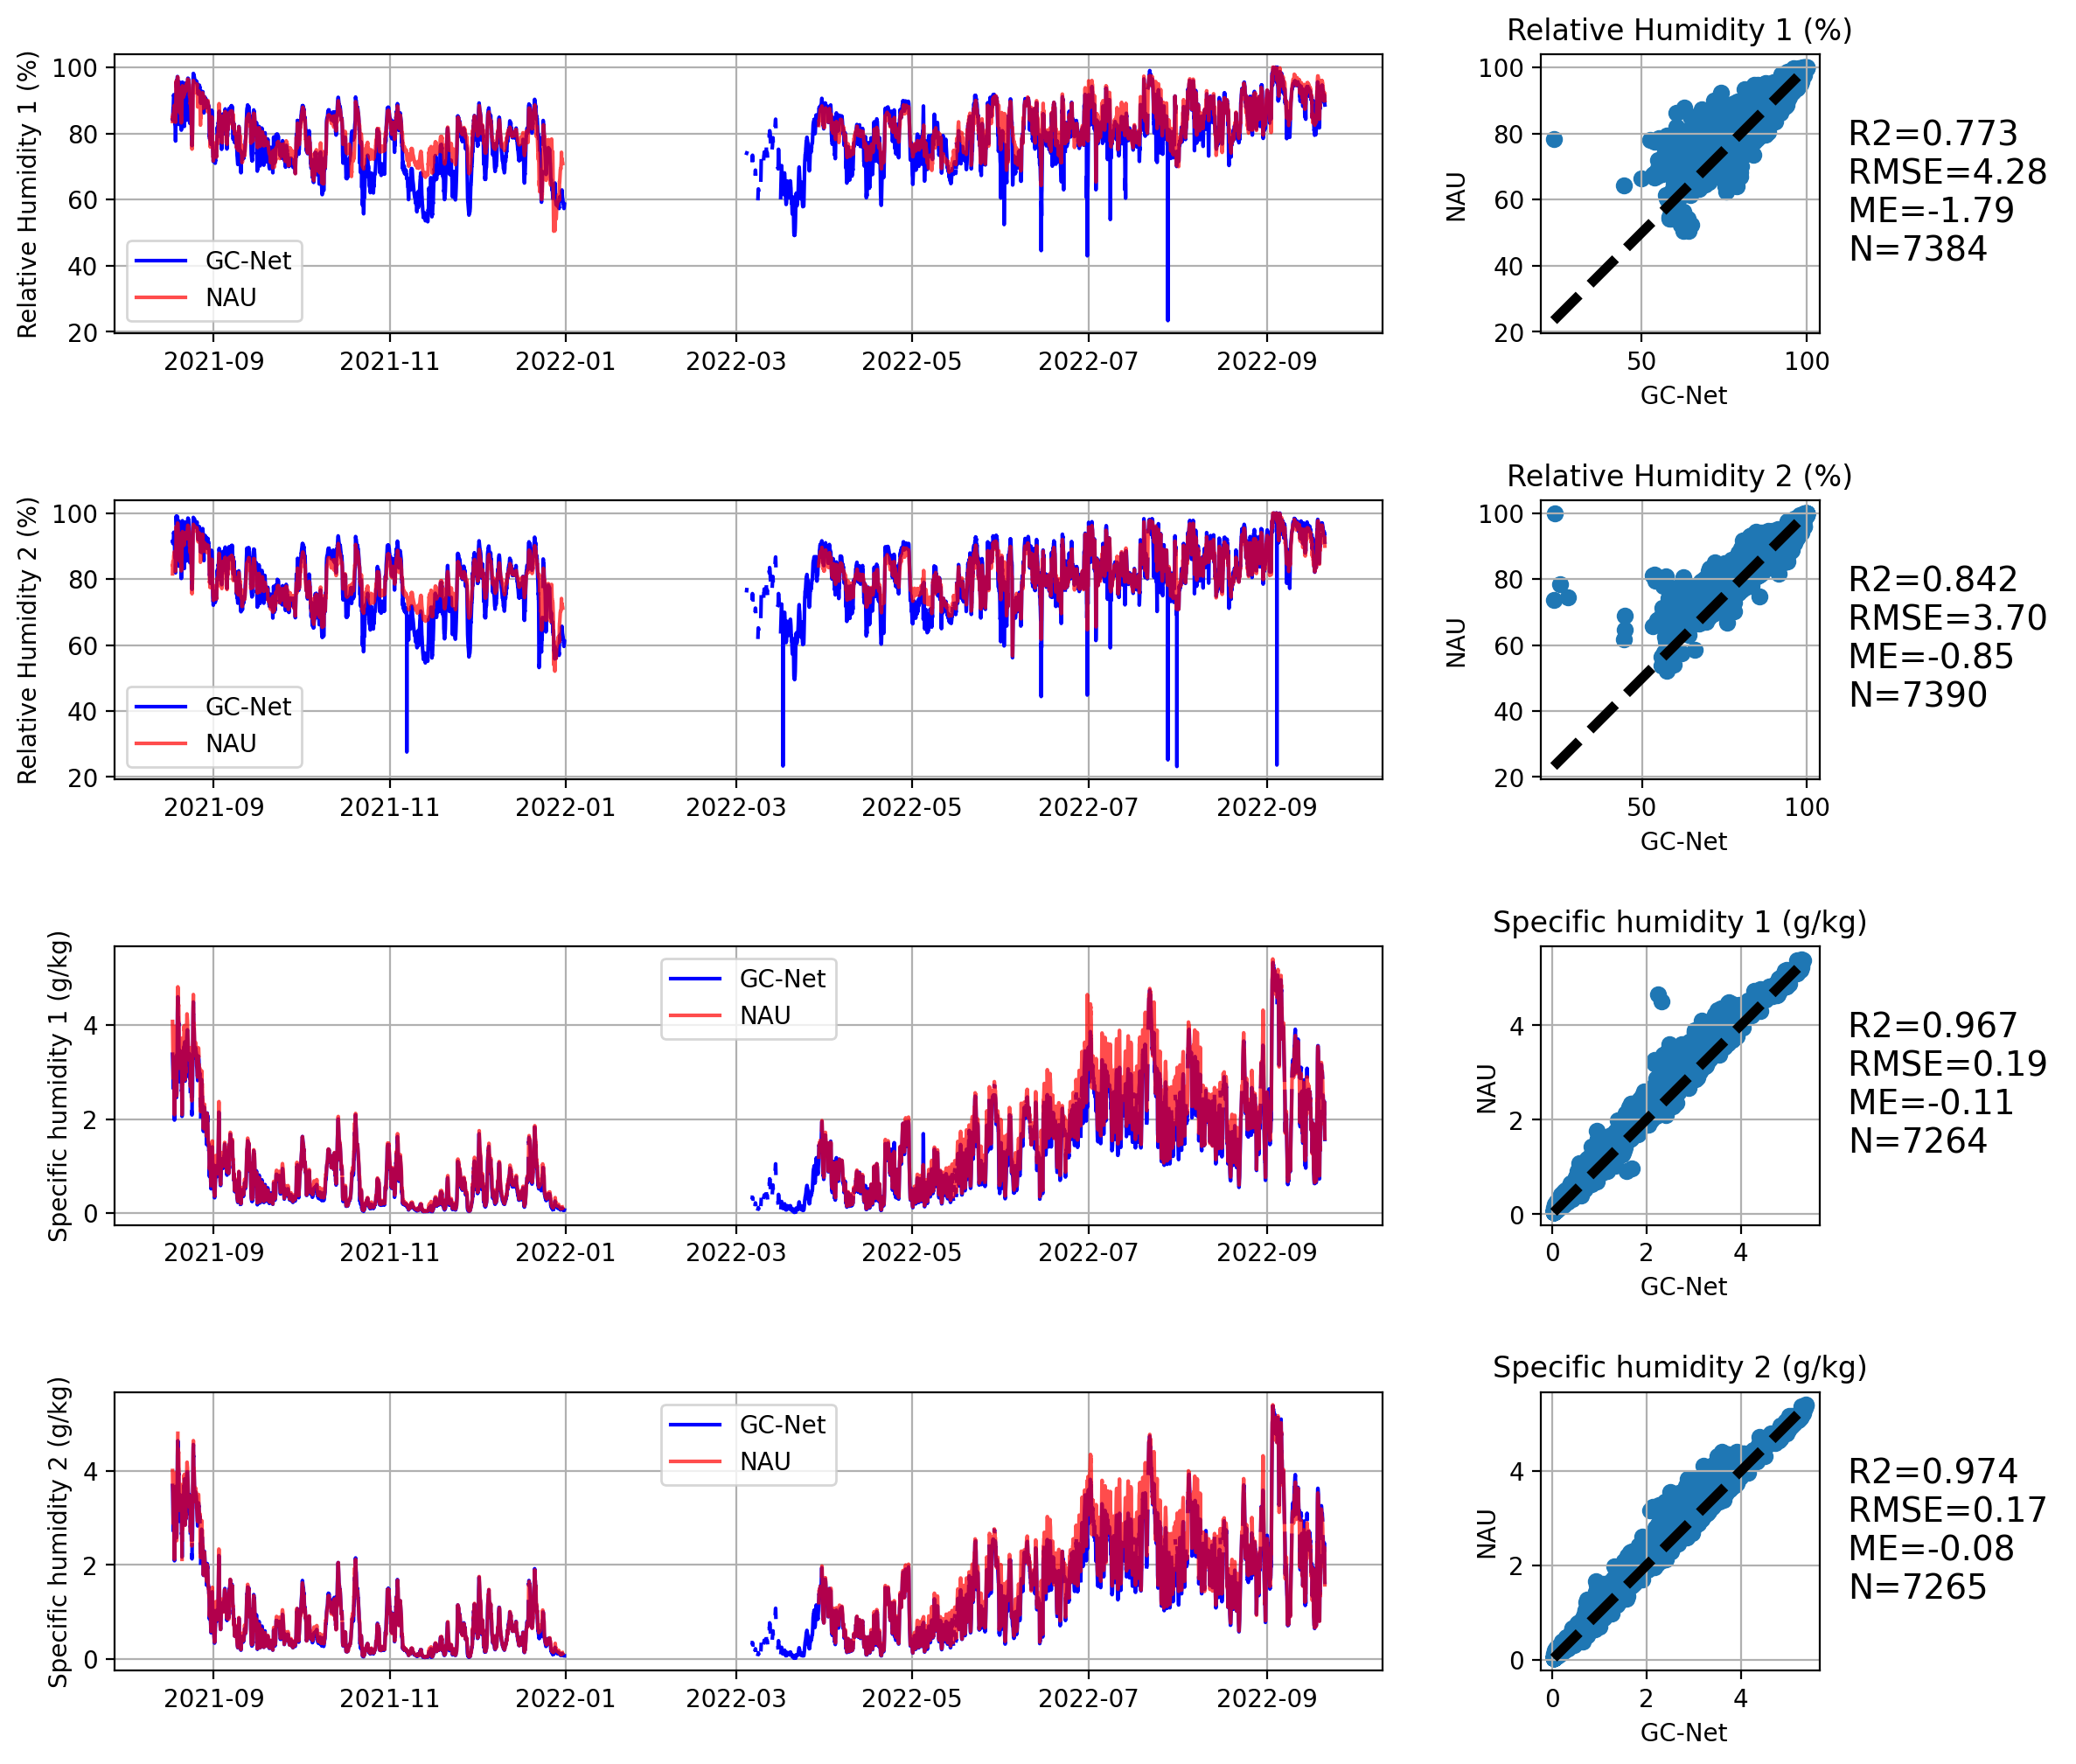 Relative Humidity 1 (%)
100
80
60
40
20
Relative Humidity 1 (%)
GC-Net
NAU
2021-09 2021-11 2022-01 2022-03 2022-05 2022-07 2022-09
100
80
60
40
20
NAU
50 100
GC-Net
R2=0.773
RMSE=4.28
ME=-1.79
N=7384
Relative Humidity 2 (%)
100
80
60
40
20
Relative Humidity 2 (%)
GC-Net
NAU
2021-09 2021-11 2022-01 2022-03 2022-05 2022-07 2022-09
100
80
60
40
20
NAU
50 100
GC-Net
R2=0.842
RMSE=3.70
ME=-0.85
N=7390
Specific humidity 1 (g/kg)
4
2
0
Specific humidity 1 (g/kg)
GC-Net
NAU
2021-09 2021-11 2022-01 2022-03 2022-05 2022-07 2022-09
4
2
0
NAU
0 2 4
GC-Net
R2=0.967
RMSE=0.19
ME=-0.11
N=7264
Specific humidity 2 (g/kg)
4
2
0
Specific humidity 2 (g/kg)
GC-Net
NAU
2021-09 2021-11 2022-01 2022-03 2022-05 2022-07 2022-09
4
2
0
NAU
0 2 4
GC-Net
R2=0.974
RMSE=0.17
ME=-0.08
N=7265